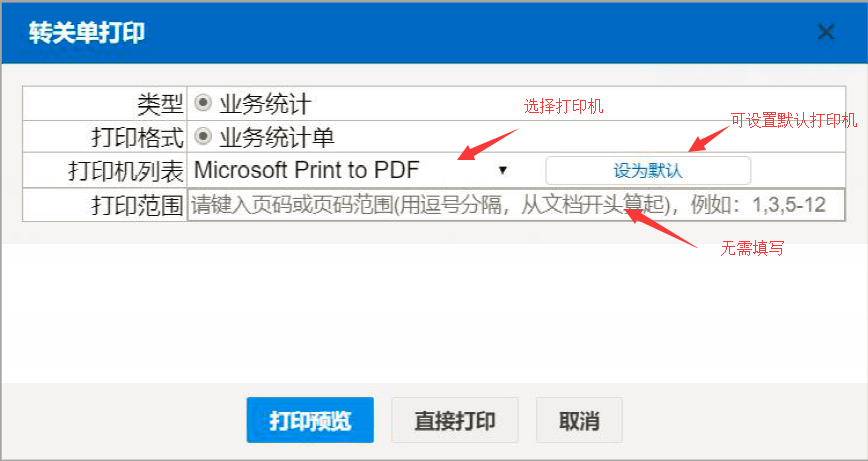 转关单打印
类型 业务统计
选择打印机
可设置默认打印机
打印格式 业务统计单
打印机列表 Microsoft Print to PDF 设为默认
打印范围 请键入页码或页码范围(用逗号分隔，从文档开头算起)，例如：1,3,5-12
无需填写
打印预览 直接打印 取消